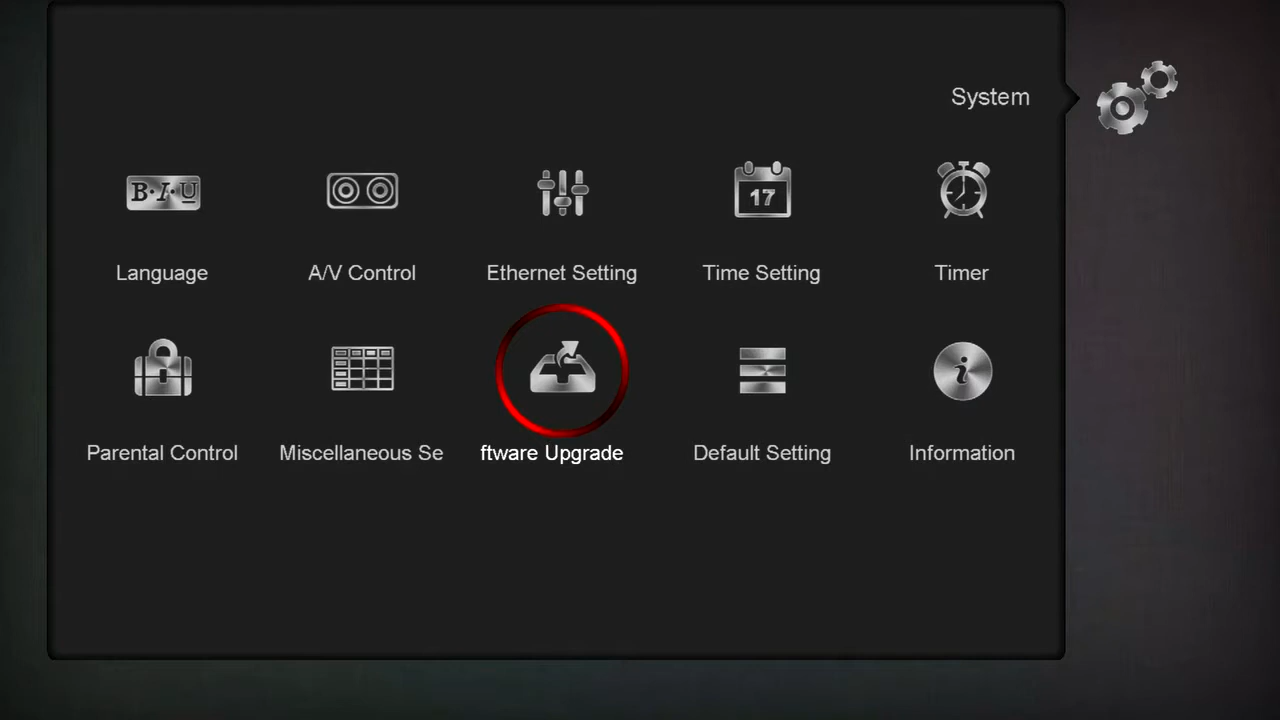 System
B·I·U
17
Language
A/V Control
Ethernet Setting
Time Setting
Timer
Parental Control
Miscellaneous Se
ftware Upgrade
Default Setting
Information